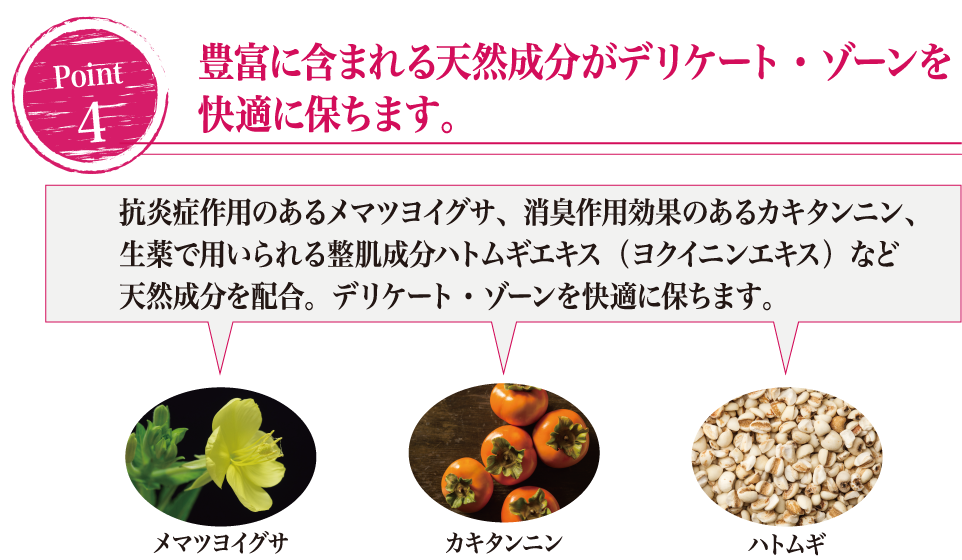 Point
4
豊富に含まれる天然成分がデリケート・ゾーンを
快適に保ちます。
抗炎症作用のあるメマツヨイグサ、消臭作用効果のあるカキタンニン、
生薬で用いられる整肌成分ハトムギエキス（ヨクイニンエキス）など
天然成分を配合。デリケート・ゾーンを快適に保ちます。
メマツヨイグサ
カキタンニン
ハトムギ